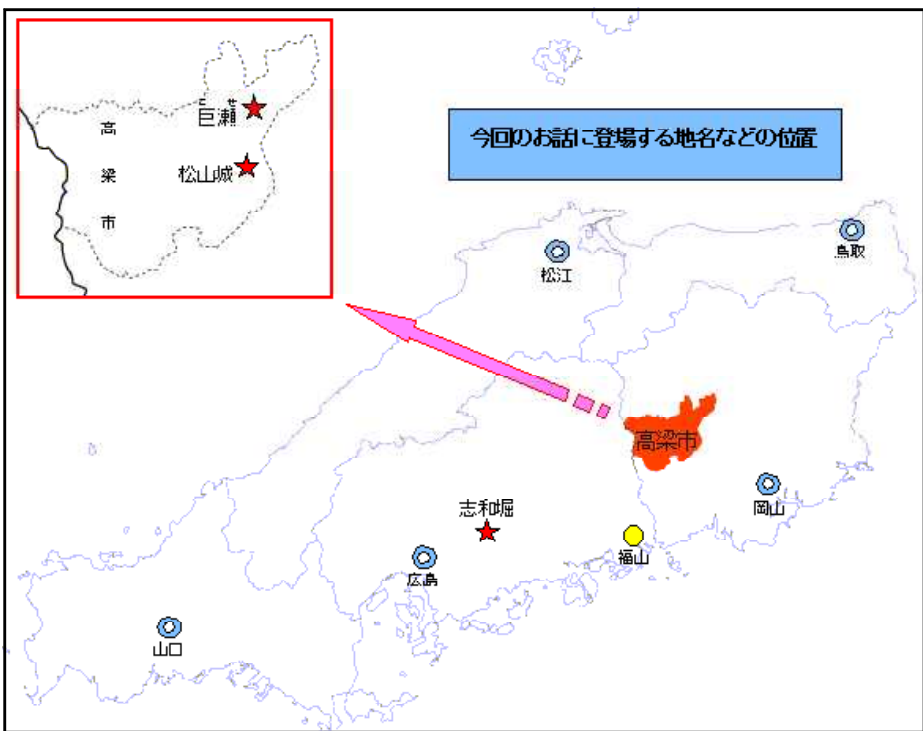 巨瀬
松山城
高梁市
今回のお話に登場する地名などの位置
鳥取
松江
高梁市
岡山
志和堀
福山
広島
山口